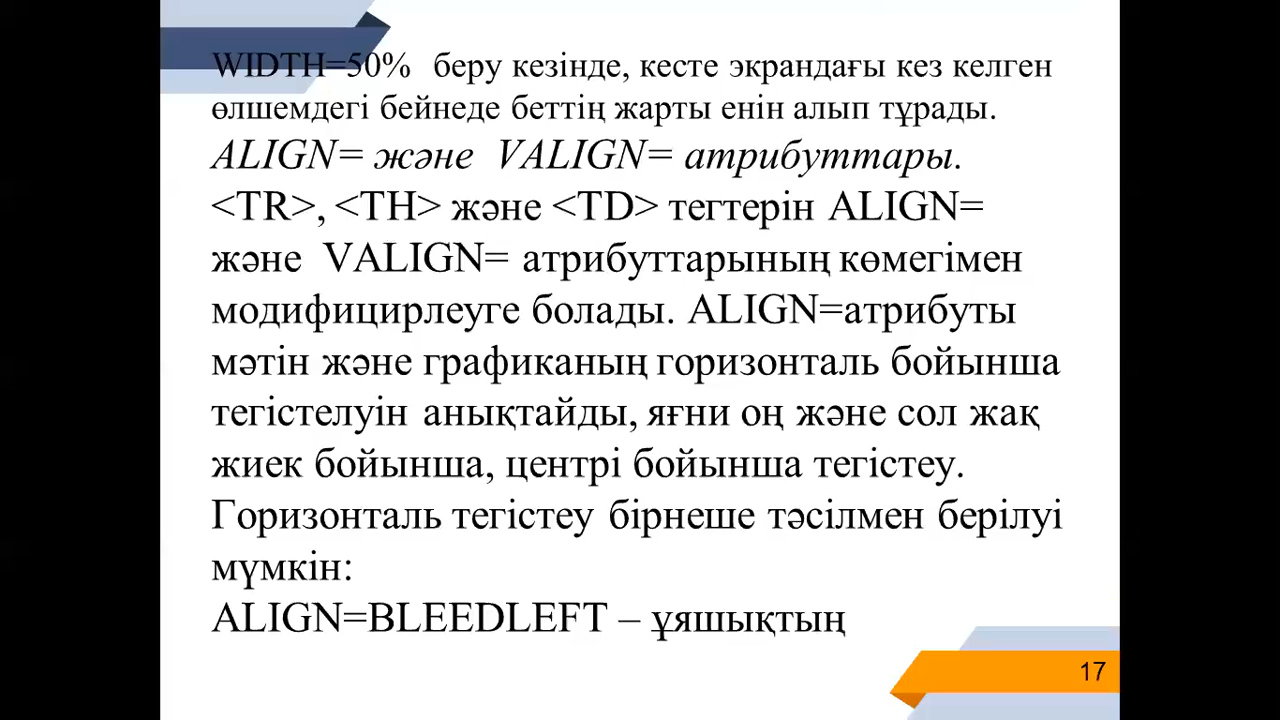 WIDTH=50% беру кезінде, кесте экрандағы кез келген
өлшемдегі бейнеде беттің жарты енін алып тұрады.
ALIGN= және VALIGN= атрибуттары.
<TR>, <TH> және <TD> тегтерін ALIGN=
және VALIGN= атрибуттарының көмегімен
модифицирлеуге болады. ALIGN=атрибуты
мәтін және графиканың горизонталь бойынша
тегістелуін анықтайды, яғни оң және сол жақ
жиек бойынша, центрі бойынша тегістеу.
Горизонталь тегістеу бірнеше тәсілмен берілуі
мүмкін:
ALIGN=BLEEDLEFT – ұяшықтың
17